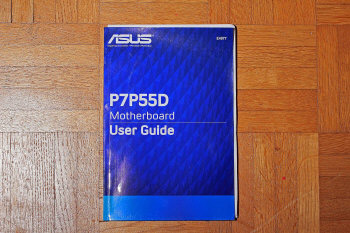 ASUS
P7P55D
Motherboard
User Guide